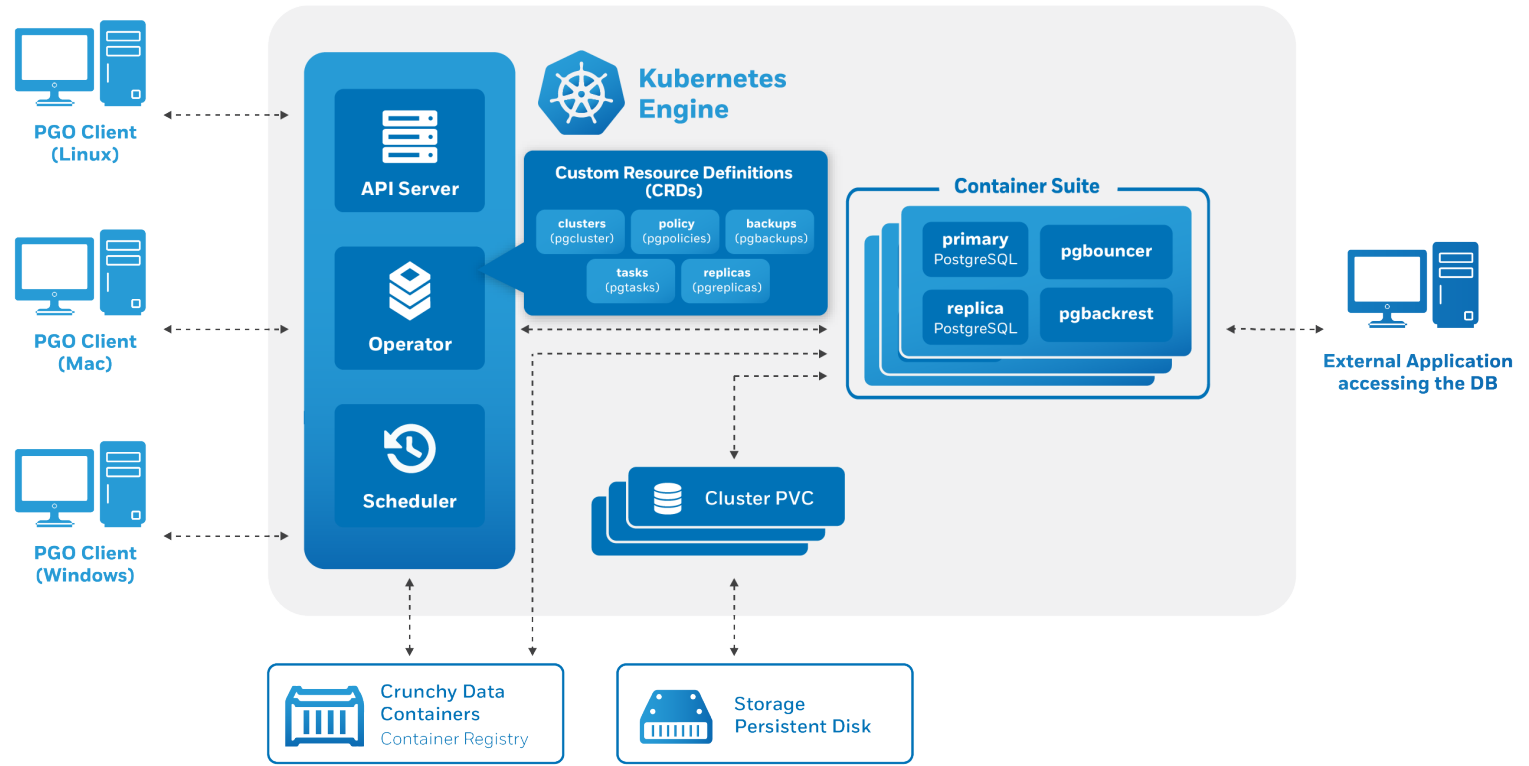 PGO Client
(Linux)
PGO Client
(Mac)
PGO Client
(Windows)
API Server
Operator
Scheduler
Kubernetes
Engine
Custom Resource Definitions
(CRDs)
clusters
(pgcluster)
policy
(pgpolicies)
backups
(pgbackups)
tasks
(pgtasks)
replicas
(pgreplicas)
Container Suite
primary
PostgreSQL
pgbouncer
replica
PostgreSQL
pgbackrest
Cluster PVC
External Application
accessing the DB
Crunchy Data
Containers
Container Registry
Storage
Persistent Disk